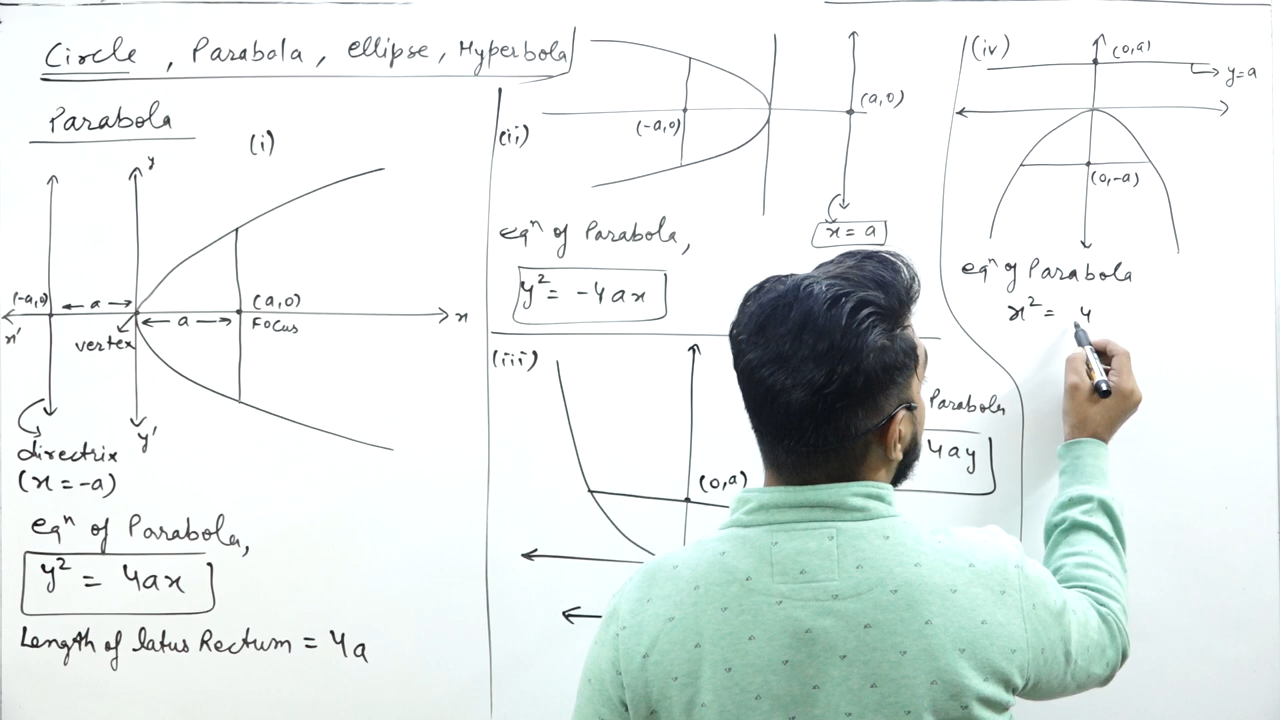 Circle, Parabola, ellipse, Hyperbola
Parabola
(i)
y
(-a,0)
a
a
(a,0)
Focus
x
x'
vertex
y'
directrix
(x=-a)
eqⁿ of Parabola,
y² = 4ax
Length of latus Rectum = 4a
(ii)
(-a,0)
(a,0)
x = a
eqⁿ of Parabola,
y² = -4ax
(iii)
(0,a)
Parabola
4ay
(iv)
(0,a)
y=a
(0,-a)
eqⁿ of Parabola
x² = 4